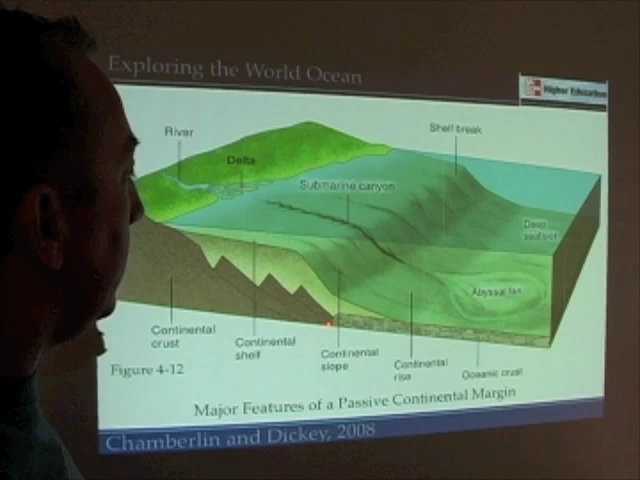 Exploring the World Ocean
Higher Education
River
Shelf break
Delta
Submarine canyon
Deep
seafloor
Abyssal fan
Continental
crust
Continental
shelf
Continental
slope
Continental
rise
Oceanic crust
Figure 4-12
Major Features of a Passive Continental Margin
Chamberlin and Dickey, 2008